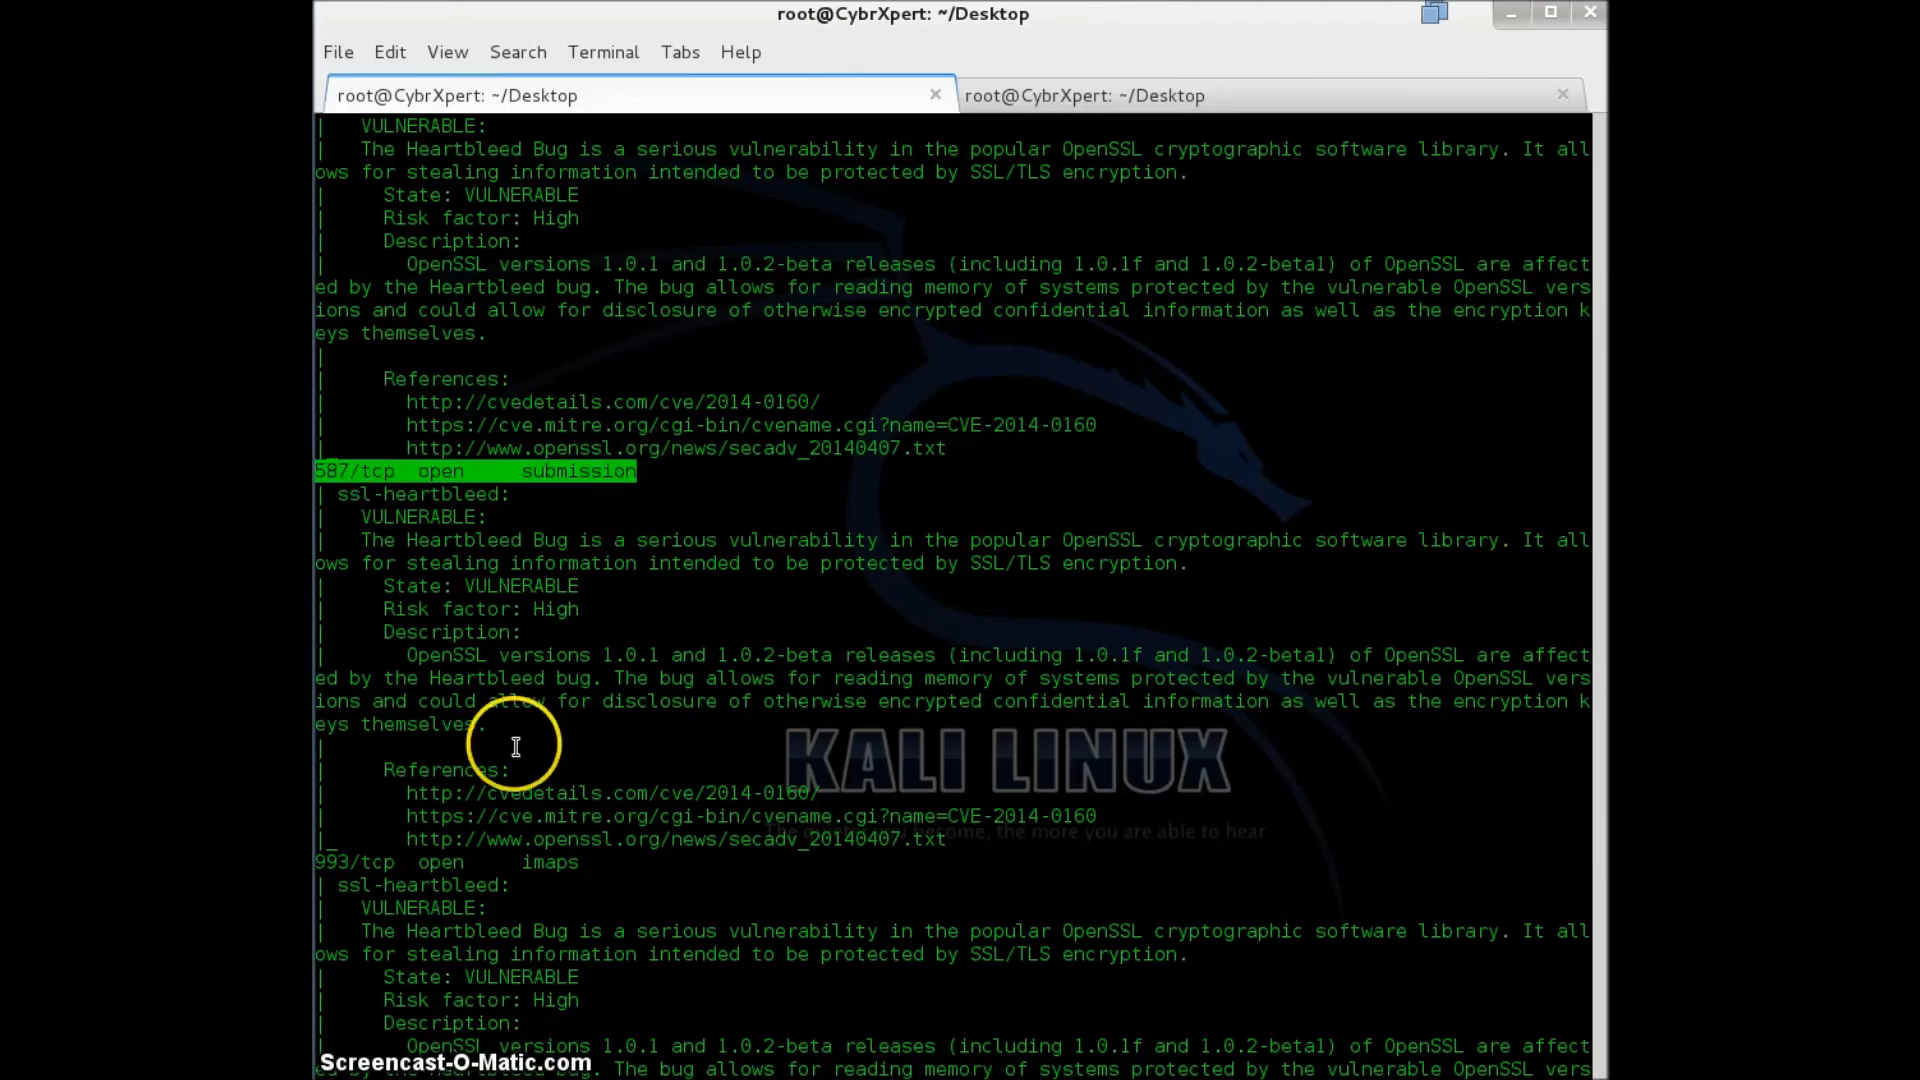 root@CybrXpert: ~/Desktop
File Edit View Search Terminal Tabs Help
root@CybrXpert: ~/Desktop × root@CybrXpert: ~/Desktop ×
| VULNERABLE:
| The Heartbleed Bug is a serious vulnerability in the popular OpenSSL cryptographic software library. It all
ows for stealing information intended to be protected by SSL/TLS encryption.
| State: VULNERABLE
| Risk factor: High
| Description:
| OpenSSL versions 1.0.1 and 1.0.2-beta releases (including 1.0.1f and 1.0.2-beta1) of OpenSSL are affect
ed by the Heartbleed bug. The bug allows for reading memory of systems protected by the vulnerable OpenSSL vers
ions and could allow for disclosure of otherwise encrypted confidential information as well as the encryption k
eys themselves.
|
| References:
| http://cvedetails.com/cve/2014-0160/
| https://cve.mitre.org/cgi-bin/cvename.cgi?name=CVE-2014-0160
|_ http://www.openssl.org/news/secadv_20140407.txt
587/tcp open submission
| ssl-heartbleed:
| VULNERABLE:
| The Heartbleed Bug is a serious vulnerability in the popular OpenSSL cryptographic software library. It all
ows for stealing information intended to be protected by SSL/TLS encryption.
| State: VULNERABLE
| Risk factor: High
| Description:
| OpenSSL versions 1.0.1 and 1.0.2-beta releases (including 1.0.1f and 1.0.2-beta1) of OpenSSL are affect
ed by the Heartbleed bug. The bug allows for reading memory of systems protected by the vulnerable OpenSSL vers
ions and could allow for disclosure of otherwise encrypted confidential information as well as the encryption k
eys themselves.
|
KALI LINUX
| References:
| http://cvedetails.com/cve/2014-0160/
| https://cve.mitre.org/cgi-bin/cvename.cgi?name=CVE-2014-0160
become, the more you are able to hear
|_ http://www.openssl.org/news/secadv_20140407.txt
993/tcp open imaps
| ssl-heartbleed:
| VULNERABLE:
| The Heartbleed Bug is a serious vulnerability in the popular OpenSSL cryptographic software library. It all
ows for stealing information intended to be protected by SSL/TLS encryption.
| State: VULNERABLE
| Risk factor: High
| Description:
| OpenSSL versions 1.0.1 and 1.0.2-beta releases (including 1.0.1f and 1.0.2-beta1) of OpenSSL are affect
Screencast-O-Matic.com
ed by the Heartbleed bug. The bug allows for reading memory of systems protected by the vulnerable OpenSSL vers